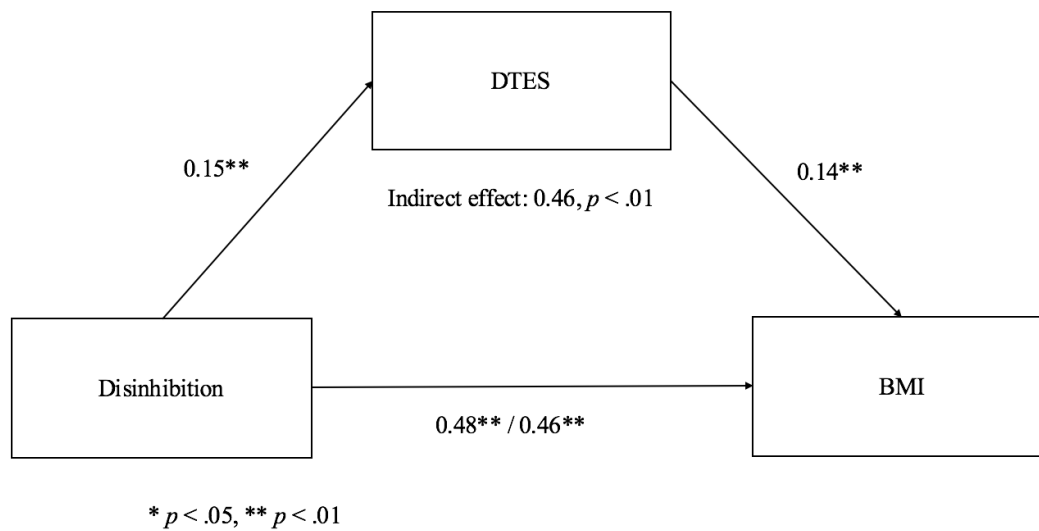 DTES
0.15**
0.14**
Indirect effect: 0.46, p < .01
Disinhibition
BMI
0.48** / 0.46**
* p < .05, ** p < .01